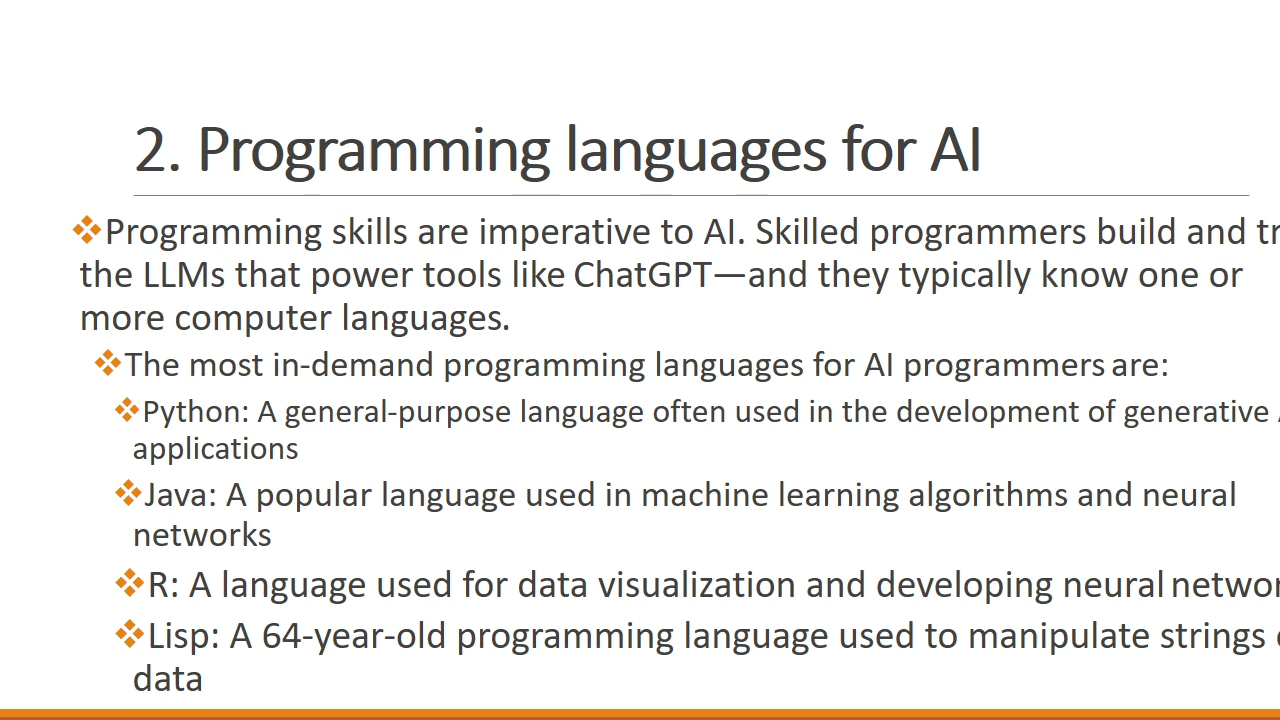 2. Programming languages for AI
Programming skills are imperative to AI. Skilled programmers build and
the LLMs that power tools like ChatGPT—and they typically know one or
more computer languages.
The most in-demand programming languages for AI programmers are:
Python: A general-purpose language often used in the development of generative
applications
Java: A popular language used in machine learning algorithms and neural
networks
R: A language used for data visualization and developing neural
Lisp: A 64-year-old programming language used to manipulate strings
data